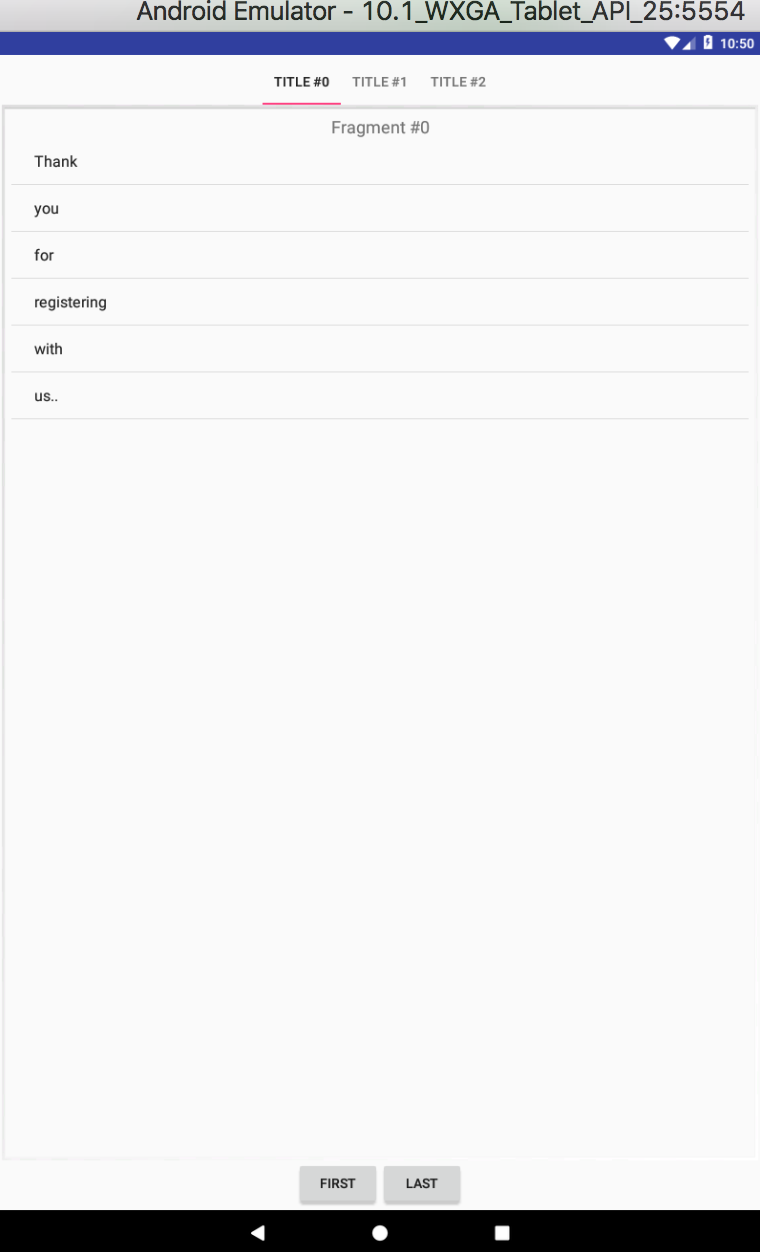 Android Emulator - 10.1_WXGA_Tablet_API_25:5554
10:50
TITLE #0 TITLE #1 TITLE #2
Fragment #0
Thank
you
for
registering
with
us..
FIRST LAST